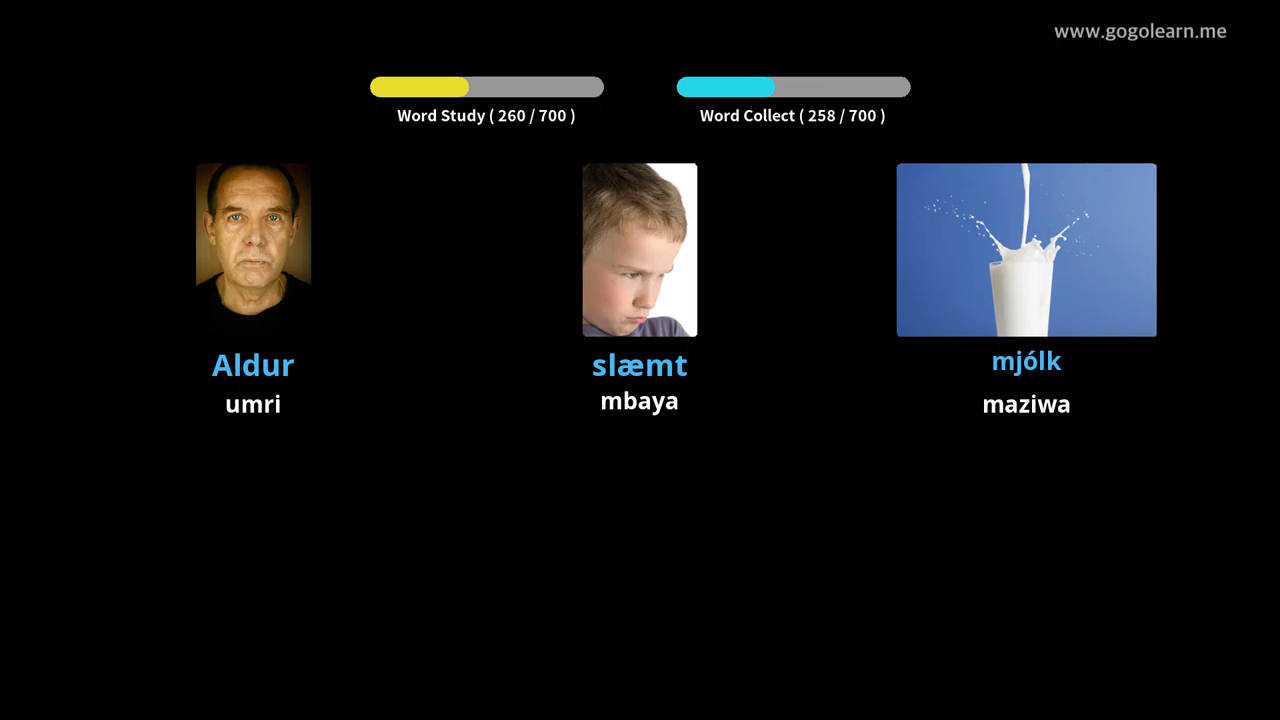 www.gogolearn.me
Word Study ( 260 / 700 )
Word Collect ( 258 / 700 )
Aldur
slæmt
mjólk
umri
mbaya
maziwa